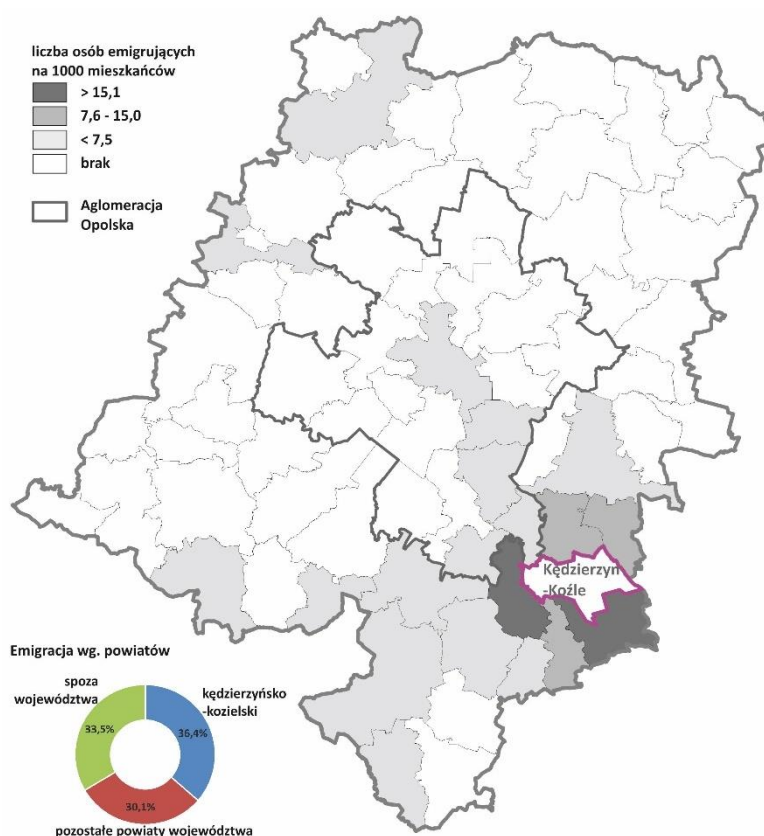 liczba osób emigrujących
na 1000 mieszkańców
> 15,1
7,6 - 15,0
< 7,5
brak
Aglomeracja
Opolska
Kędzierzyn
-Koźle
Emigracja wg. powiatów
spoza
województwa
kędzierzyńsko
-kozielski
33,5%
36,4%
30,1%
pozostałe powiaty województwa